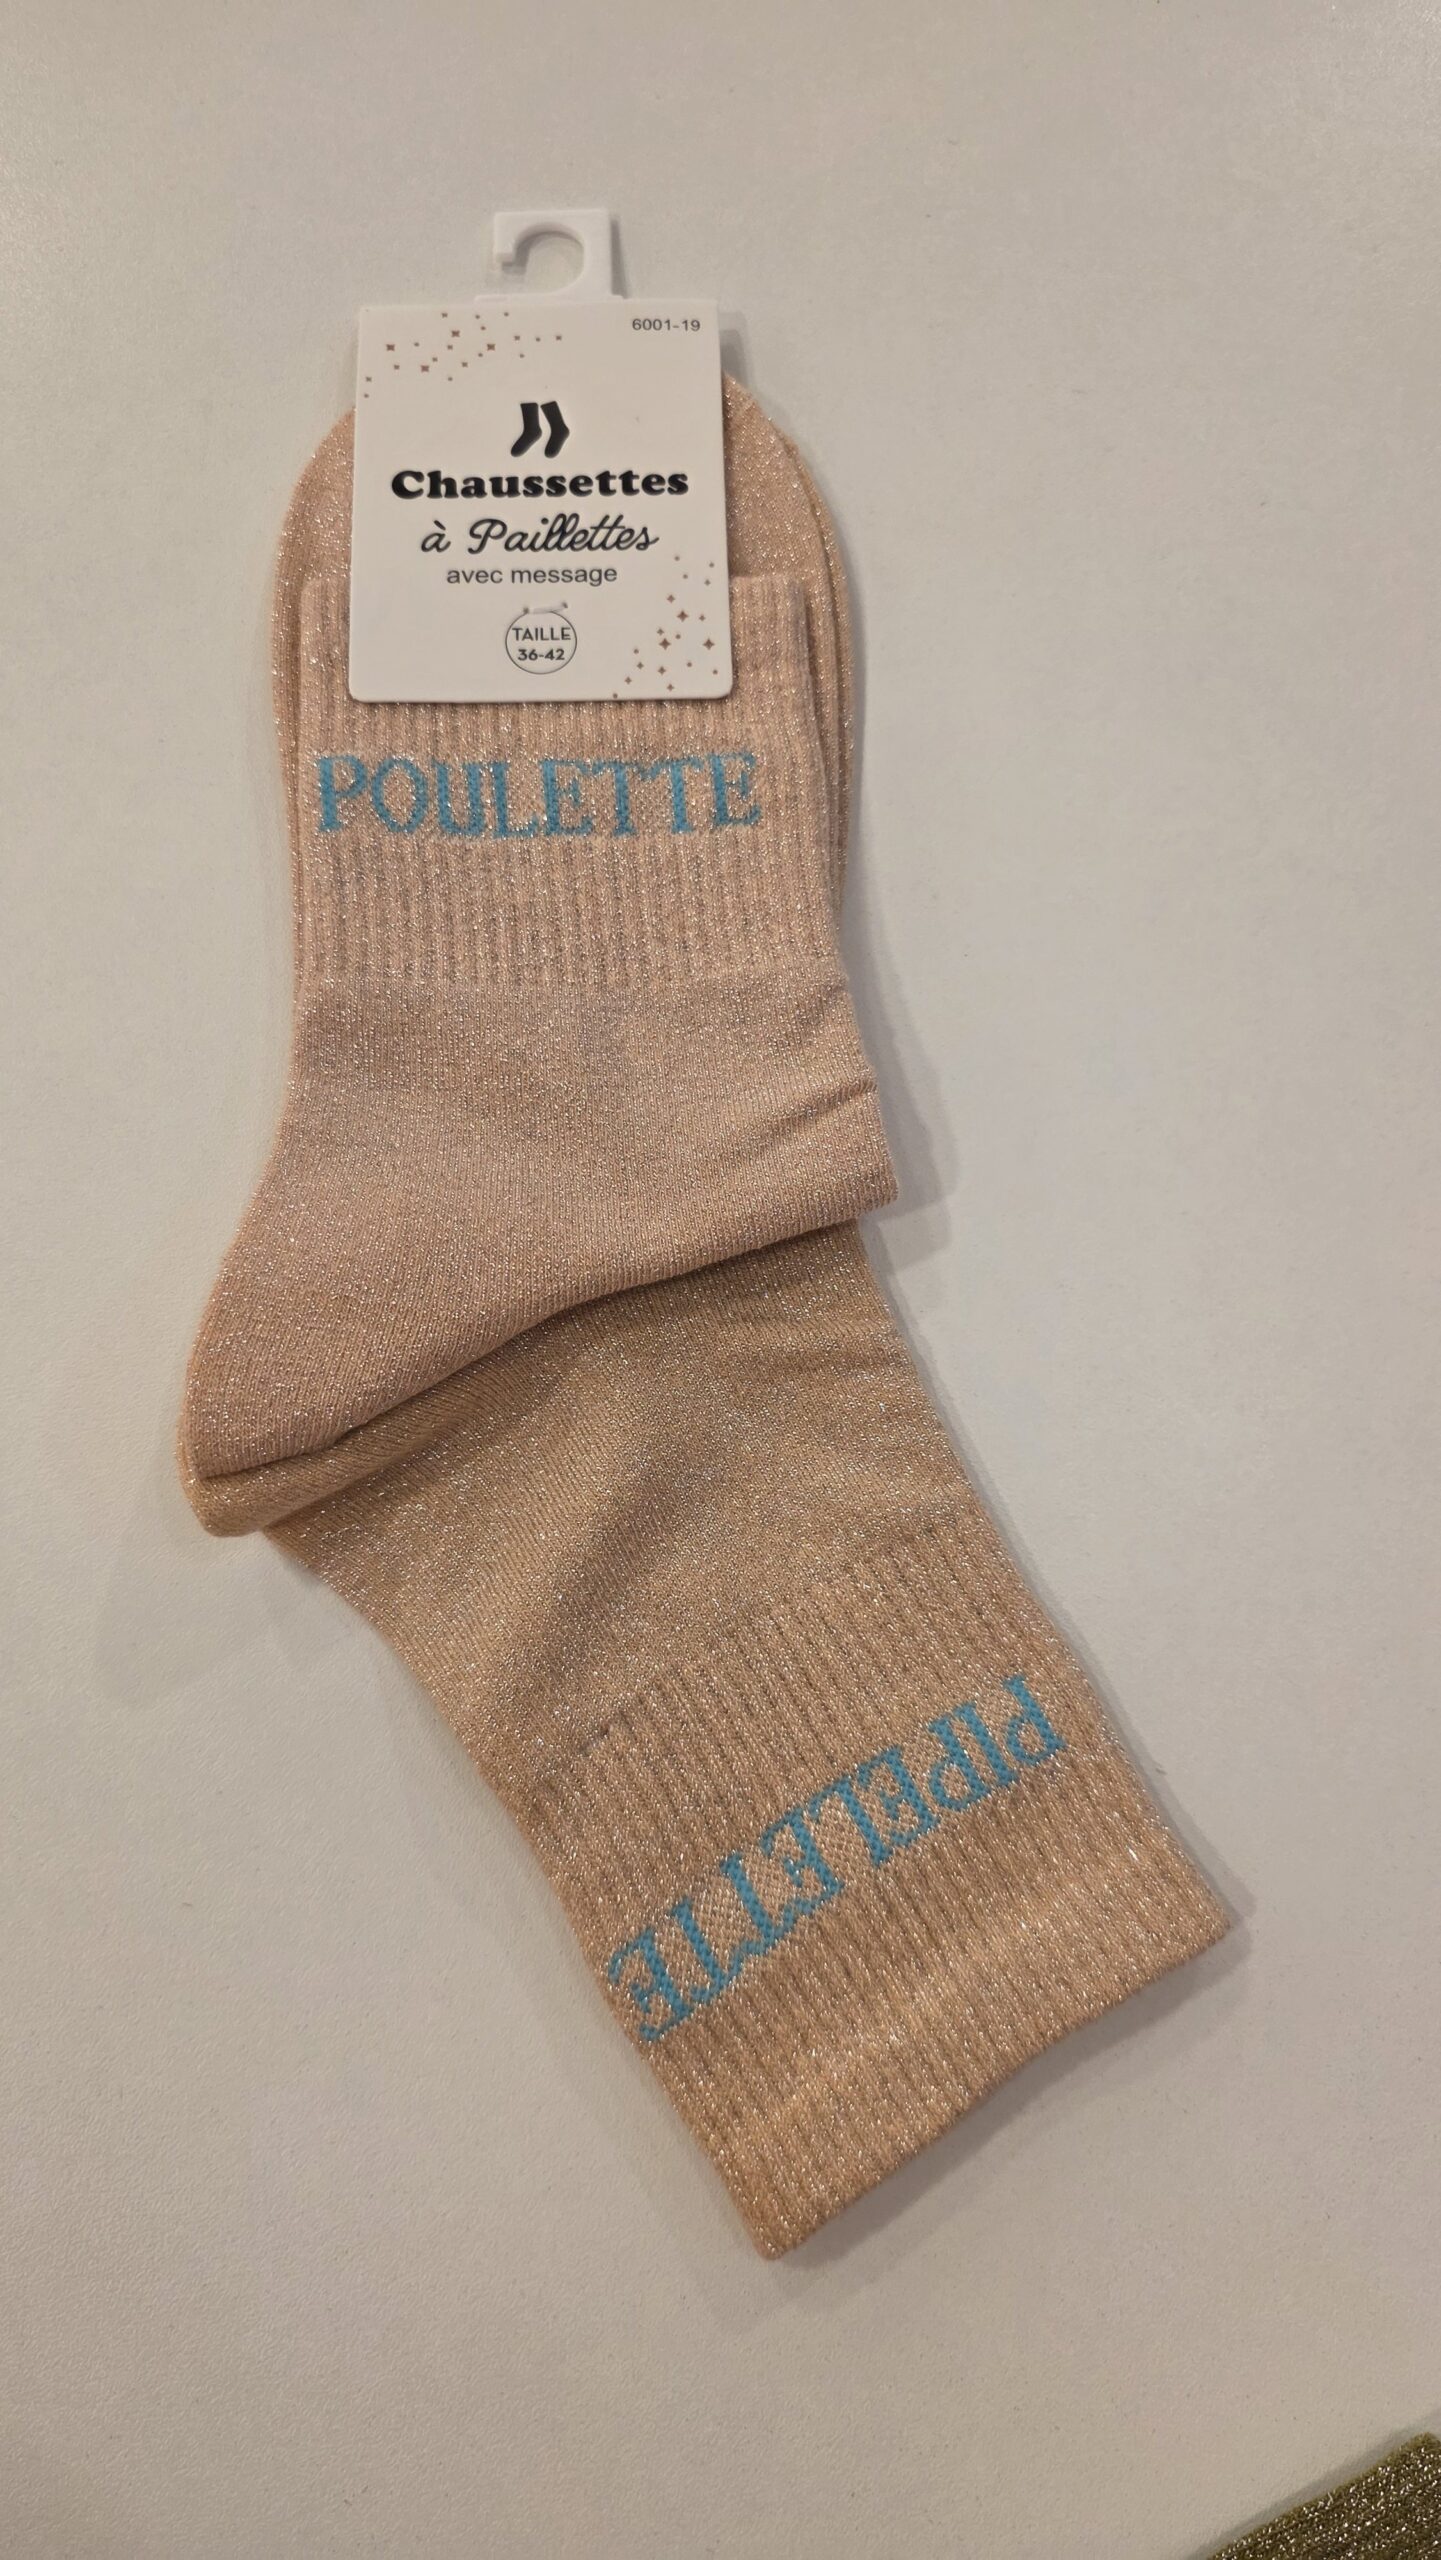 6001-19
Chaussettes
à Paillettes
avec message
TAILLE
36-42
POULETTE
PIPELETTE